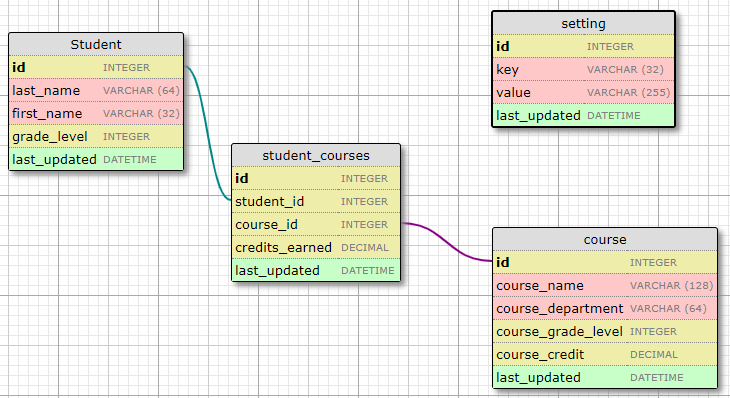 Student
id INTEGER
last_name VARCHAR (64)
first_name VARCHAR (32)
grade_level INTEGER
last_updated DATETIME
student_courses
id INTEGER
student_id INTEGER
course_id INTEGER
credits_earned DECIMAL
last_updated DATETIME
setting
id INTEGER
key VARCHAR (32)
value VARCHAR (255)
last_updated DATETIME
course
id INTEGER
course_name VARCHAR (128)
course_department VARCHAR (64)
course_grade_level INTEGER
course_credit DECIMAL
last_updated DATETIME